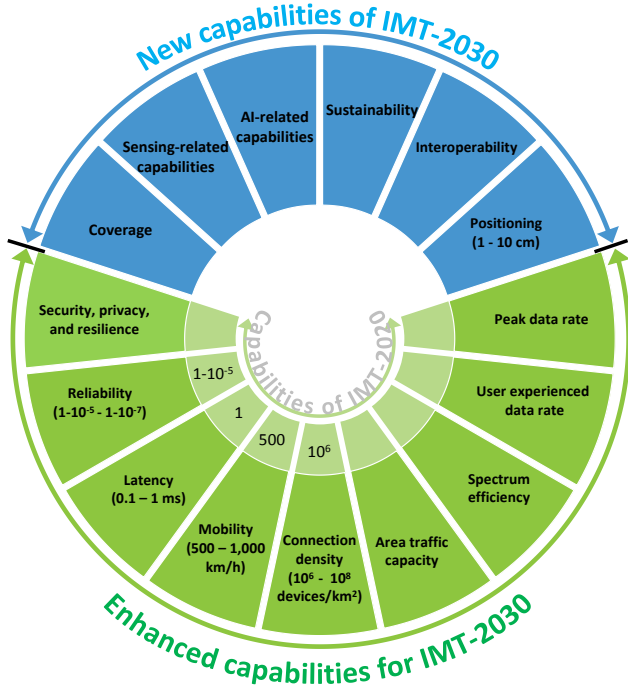 New capabilities of IMT-2030
Coverage
Sensing-related
capabilities
AI-related
capabilities
Sustainability
Interoperability
Positioning
(1 - 10 cm)
Security, privacy,
and resilience
Reliability
(1-10⁻⁵ - 1-10⁻⁷)
Latency
(0.1 – 1 ms)
Mobility
(500 – 1,000
km/h)
Connection
density
(10⁶ - 10⁸
devices/km²)
Area traffic
capacity
Spectrum
efficiency
User experienced
data rate
Peak data rate
1-10⁻⁵
1
500
10⁶
Capabilities of IMT-2020
Enhanced capabilities for IMT-2030